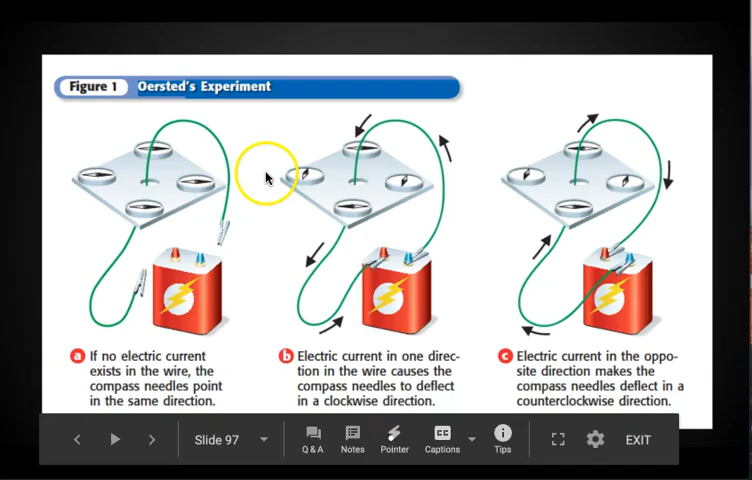 Figure 1 Oersted's Experiment
a If no electric current
exists in the wire, the
compass needles point
in the same direction.
b Electric current in one direc-
tion in the wire causes the
compass needles to deflect
in a clockwise direction.
c Electric current in the oppo-
site direction makes the
compass needles deflect in a
counterclockwise direction.
Slide 97
Q & A
Notes
Pointer
CC
Captions
Tips
EXIT